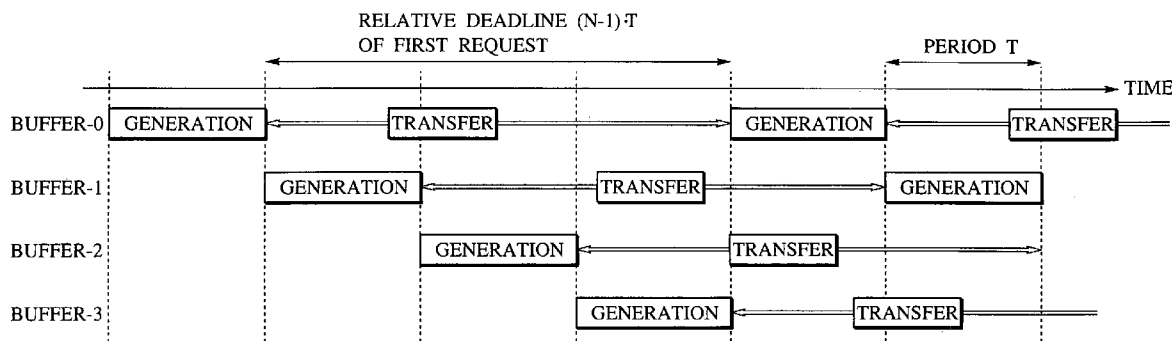 RELATIVE DEADLINE (N-1)·T
OF FIRST REQUEST
PERIOD T
TIME
BUFFER-0 GENERATION TRANSFER GENERATION TRANSFER
BUFFER-1 GENERATION TRANSFER GENERATION
BUFFER-2 GENERATION TRANSFER
BUFFER-3 GENERATION TRANSFER